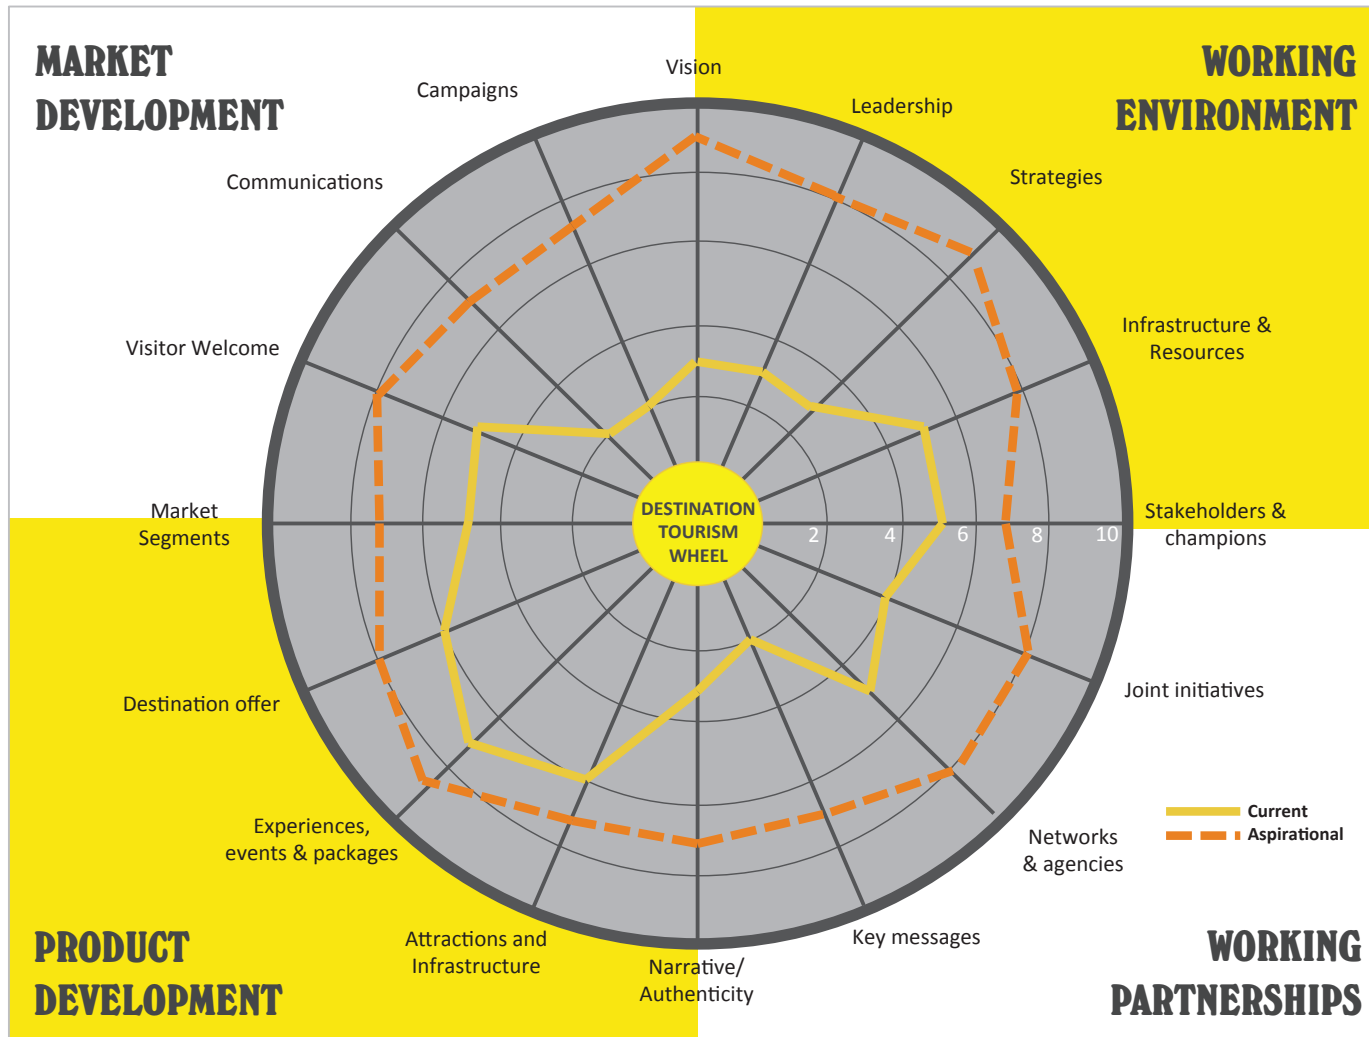 MARKET
DEVELOPMENT
WORKING
ENVIRONMENT
Vision
Leadership
Strategies
Infrastructure &
Resources
Stakeholders &
champions
Joint initiatives
Networks
& agencies
Key messages
Narrative/
Authenticity
Attractions and
Infrastructure
Experiences,
events & packages
Destination offer
Market
Segments
Visitor Welcome
Communications
Campaigns
DESTINATION
TOURISM
WHEEL
2
4
6
8
10
Current
Aspirational
PRODUCT
DEVELOPMENT
WORKING
PARTNERSHIPS